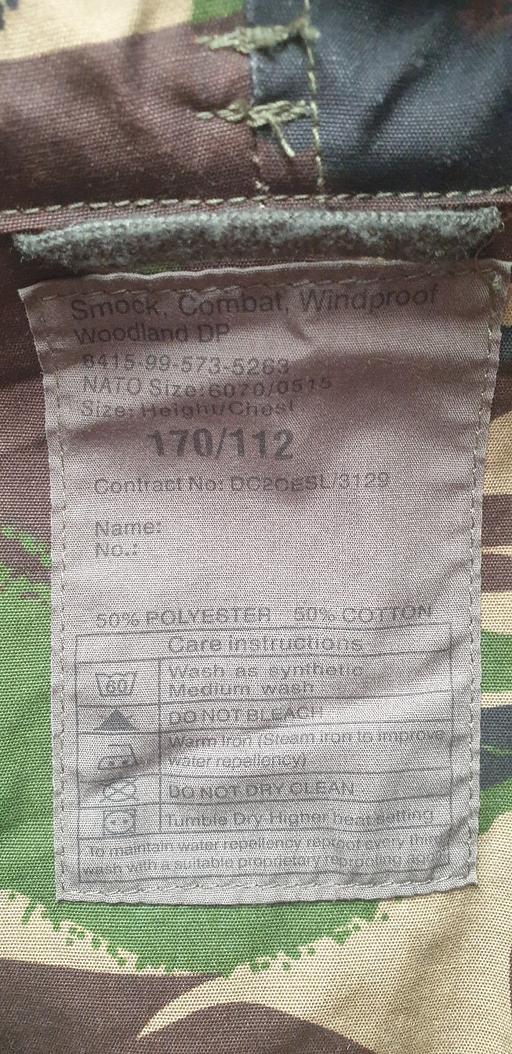 Smock, Combat, Windproof
Woodland DP
8415-99-573-5263
NATO Size:6070/0515
Size: Height/Chest
170/112
Contract No: DC2OESL/3129
Name:
No.:
50% POLYESTER 50% COTTON
Care instructions
60
Wash as synthetic
Medium wash
DO NOT BLEACH
Warm Iron (Steam iron to improve
water repellency)
DO NOT DRY CLEAN
Tumble Dry Higher heat setting
To maintain water repellency reproof every third
wash with a suitable proprietary reproofing agent